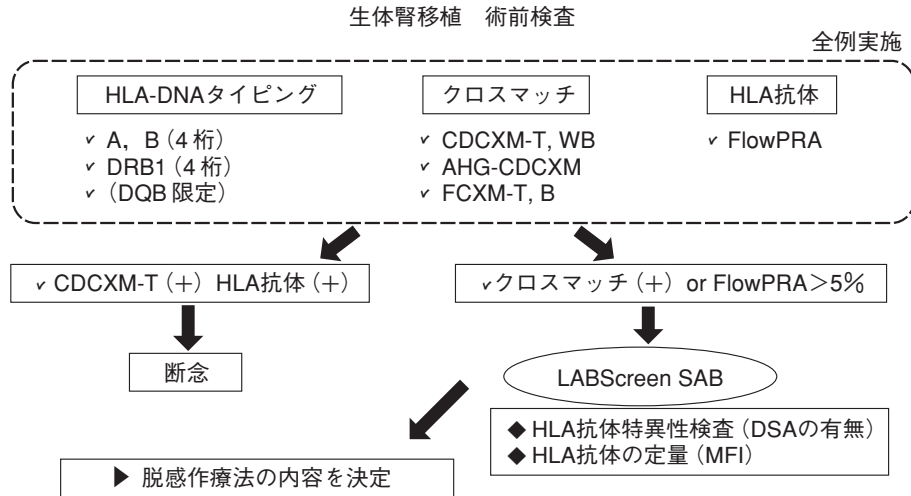 生体腎移植　術前検査
全例実施
HLA-DNAタイピング
✓ A，B（4 桁）
✓ DRB1（4 桁）
✓ （DQB 限定）
クロスマッチ
✓ CDCXM-T, WB
✓ AHG-CDCXM
✓ FCXM-T, B
HLA抗体
✓ FlowPRA
✓ CDCXM-T（＋）HLA抗体（＋）
✓クロスマッチ（＋）or FlowPRA＞5％
断念
LABScreen SAB
◆ HLA抗体特異性検査（DSAの有無）
◆ HLA抗体の定量（MFI）
▶ 脱感作療法の内容を決定